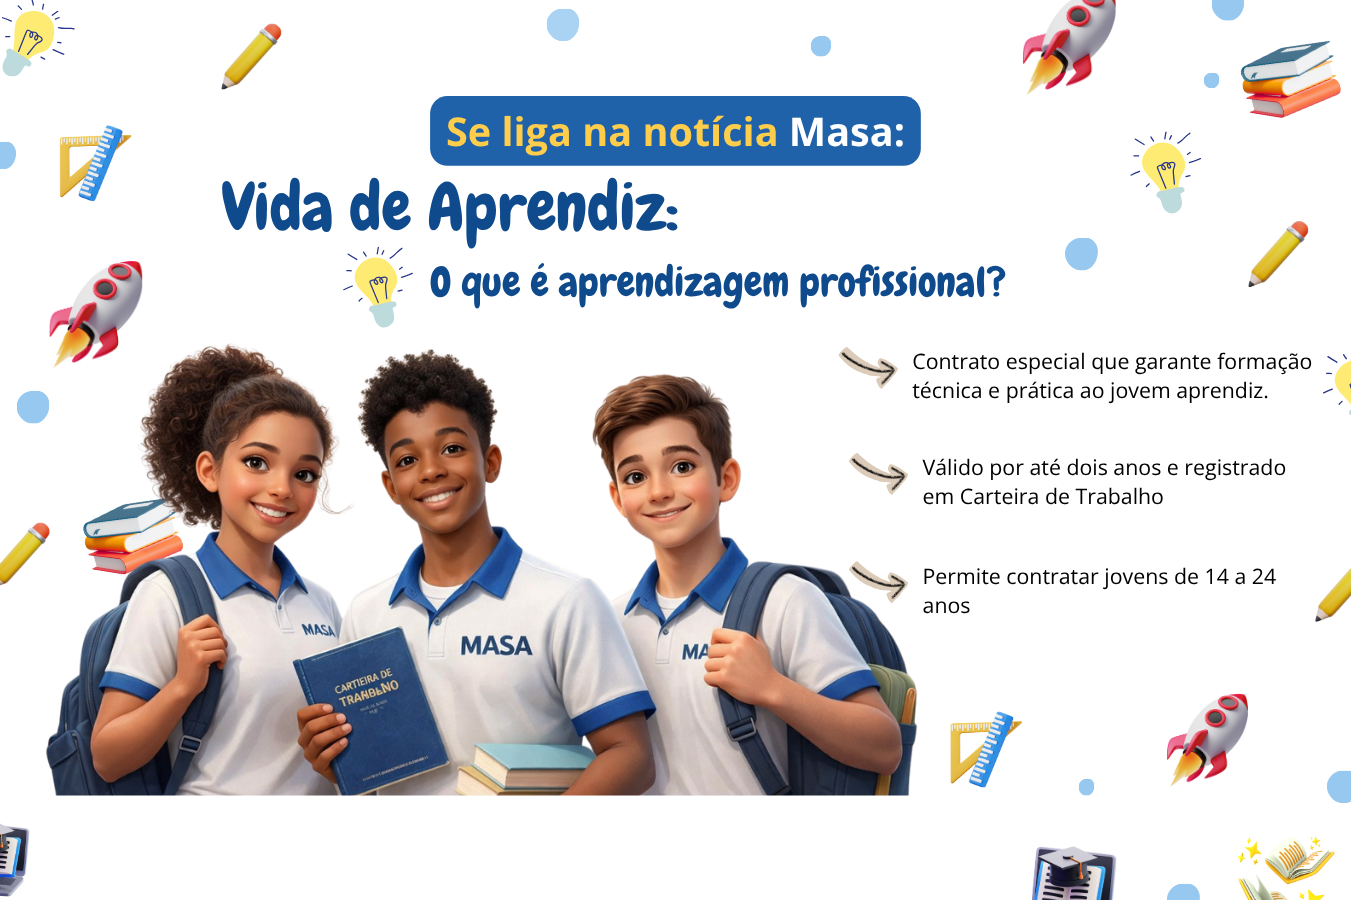 Se liga na notícia Masa:
Vida de Aprendiz:
O que é aprendizagem profissional?
Contrato especial que garante formação
técnica e prática ao jovem aprendiz.
Válido por até dois anos e registrado
em Carteira de Trabalho
Permite contratar jovens de 14 a 24
anos
MASA
MASA
MA
CARTIEIRA DE